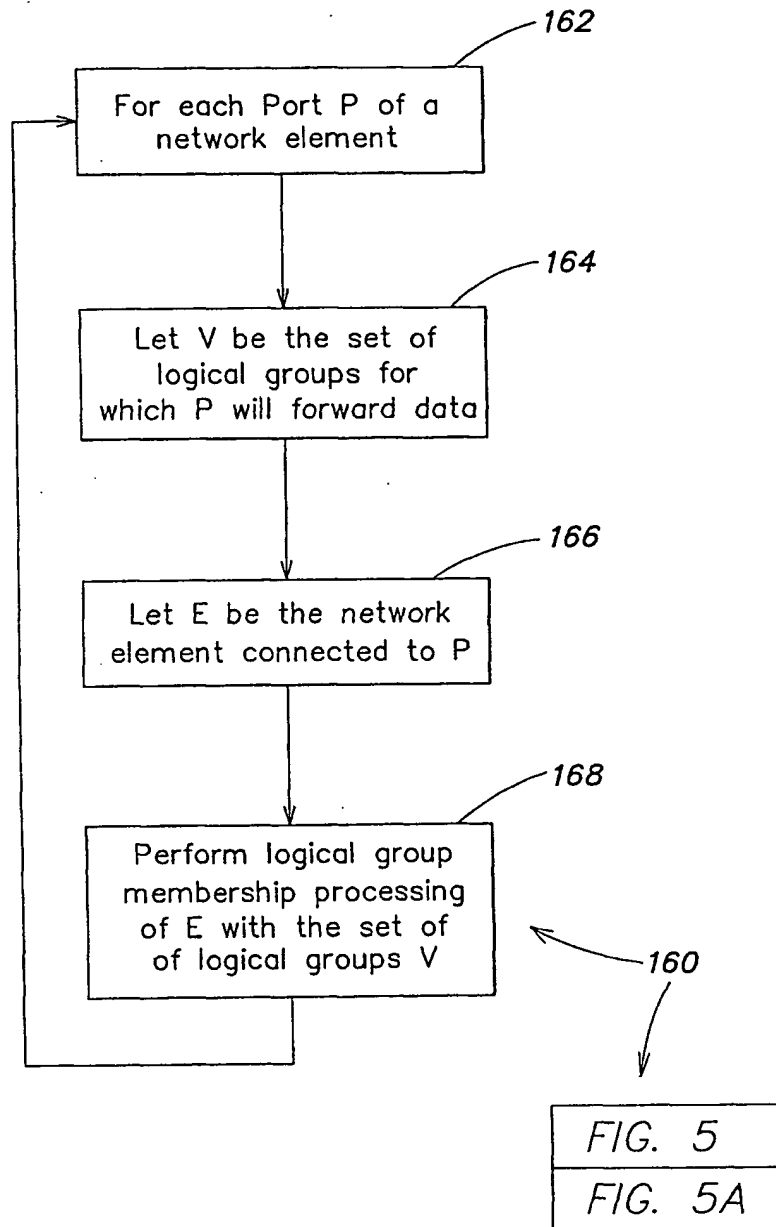 162
For each Port P of a
network element
164
Let V be the set of
logical groups for
which P will forward data
166
Let E be the network
element connected to P
168
Perform logical group
membership processing
of E with the set of
of logical groups V
160
FIG. 5
FIG. 5A